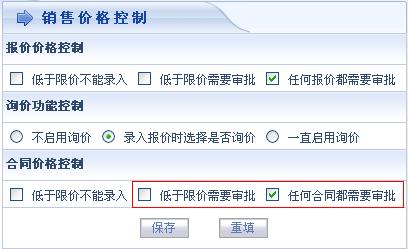 销售价格控制
报价价格控制
低于限价不能录入 低于限价需要审批 任何报价都需要审批
询价功能控制
不启用询价 录入报价时选择是否询价 一直启用询价
合同价格控制
低于限价不能录入 低于限价需要审批 任何合同都需要审批
保存 重填